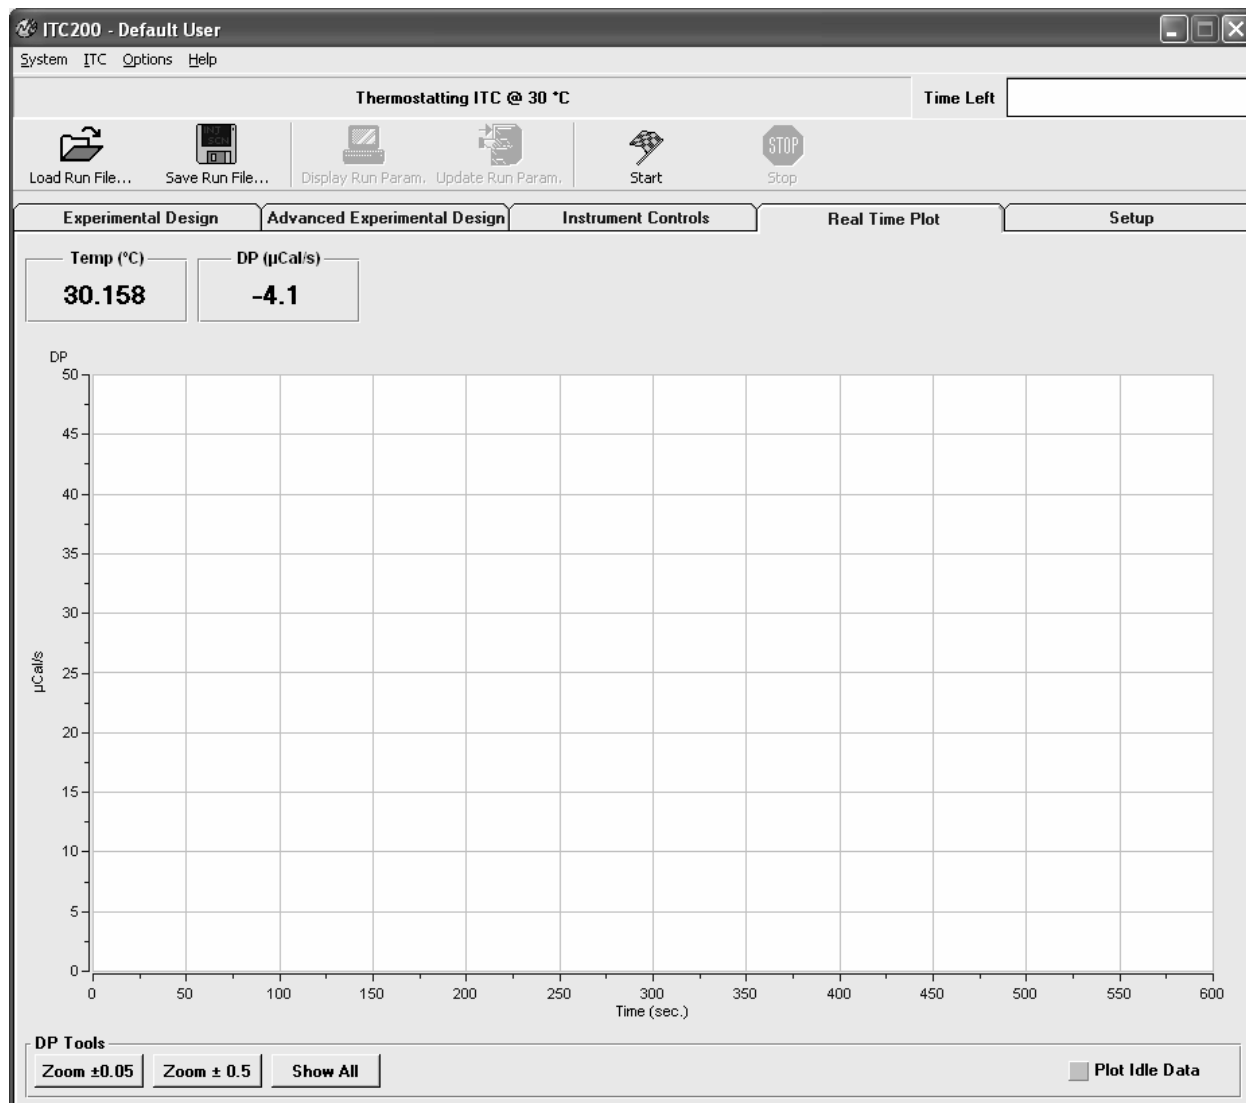 ITC200 - Default User
System ITC Options Help
Thermostatting ITC @ 30 °C
Time Left
Load Run File...
Save Run File...
Display Run Param.
Update Run Param.
Start
STOP
Stop
Experimental Design
Advanced Experimental Design
Instrument Controls
Real Time Plot
Setup
Temp (°C)
30.158
DP (µCal/s)
-4.1
DP
50
45
40
35
30
25
20
15
10
5
0
µCal/s
0 50 100 150 200 250 300 350 400 450 500 550 600
Time (sec.)
DP Tools
Zoom ±0.05
Zoom ± 0.5
Show All
Plot Idle Data